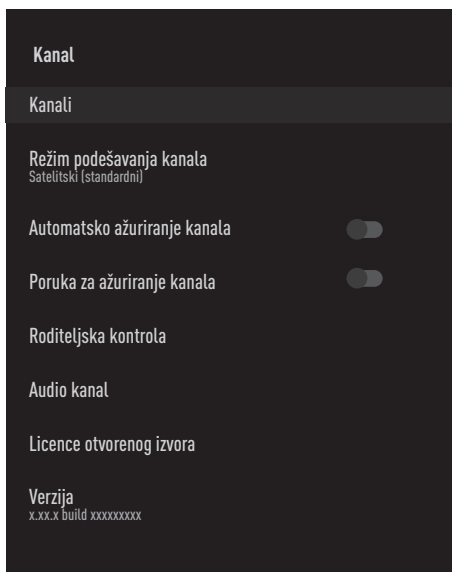 Kanal
Kanali
Režim podešavanja kanala
Satelitski (standardni)
Automatsko ažuriranje kanala
Poruka za ažuriranje kanala
Roditeljska kontrola
Audio kanal
Licence otvorenog izvora
Verzija
x.xx.x build xxxxxxxxx